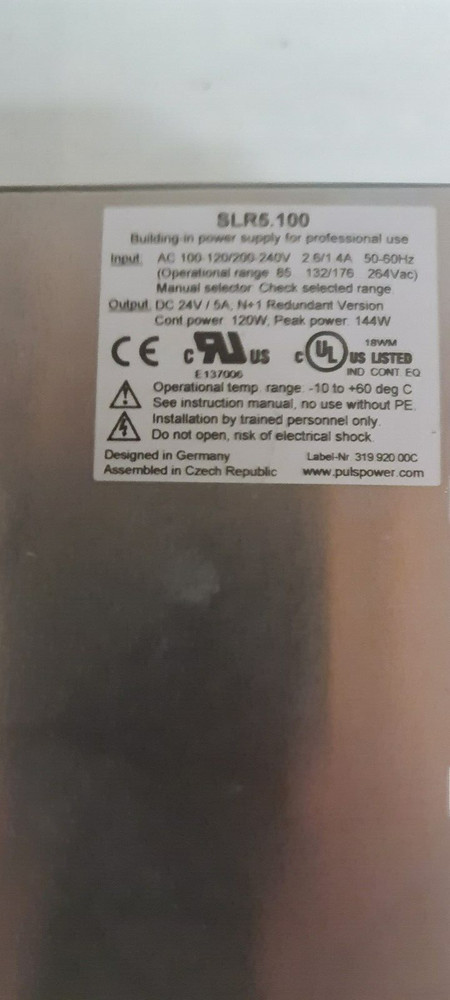 SLR5.100
Building-in power supply for professional use
Input: AC 100-120/200-240V 2.6/1.4A 50-60Hz
(Operational range 85...132/176...264Vac)
Manual selector. Check selected range.
Output: DC 24V / 5A, N+1 Redundant Version
Cont power: 120W, Peak power: 144W
CE c RU US E137006
c UL US LISTED 18WM IND CONT EQ
Operational temp. range: -10 to +60 deg C
See instruction manual, no use without PE.
Installation by trained personnel only.
Do not open, risk of electrical shock.
Designed in Germany Label-Nr. 319.920.00C
Assembled in Czech Republic www.pulspower.com